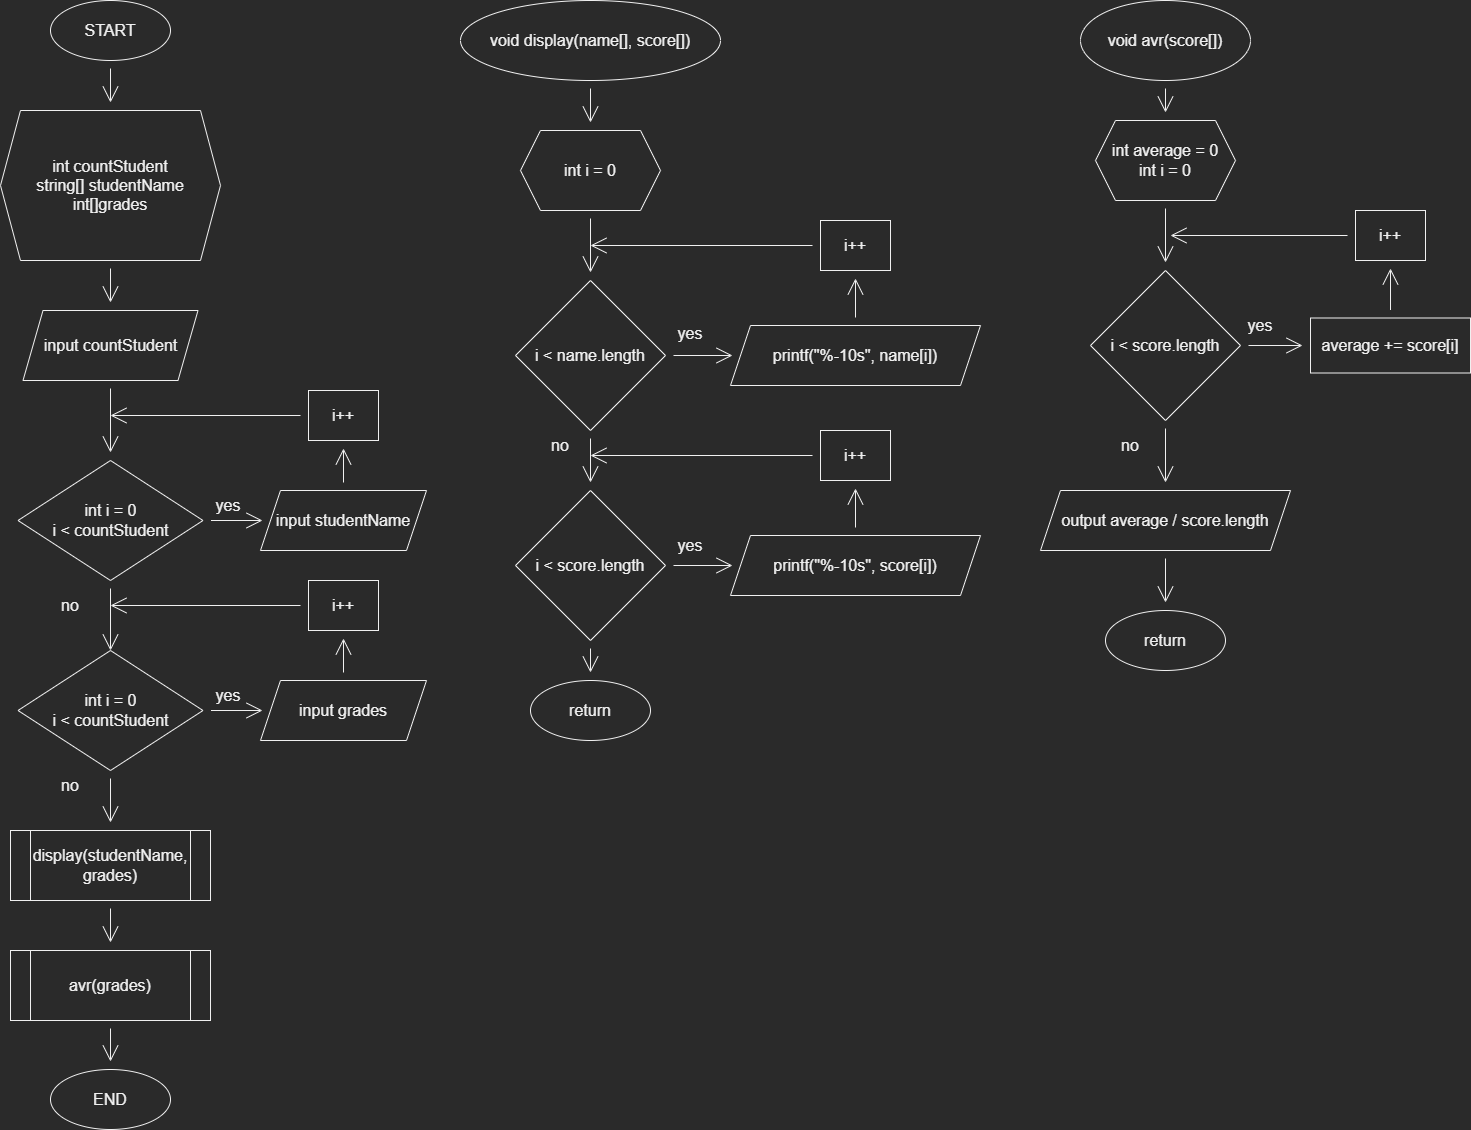 START
int countStudent
string[] studentName
int[]grades
input countStudent
i++
int i = 0
i < countStudent
yes
input studentName
no
i++
int i = 0
i < countStudent
yes
input grades
no
display(studentName,
grades)
avr(grades)
END
void display(name[], score[])
int i = 0
i++
i < name.length
yes
printf("%-10s", name[i])
no
i++
i < score.length
yes
printf("%-10s", score[i])
return
void avr(score[])
int average = 0
int i = 0
i++
i < score.length
yes
average += score[i]
no
output average / score.length
return